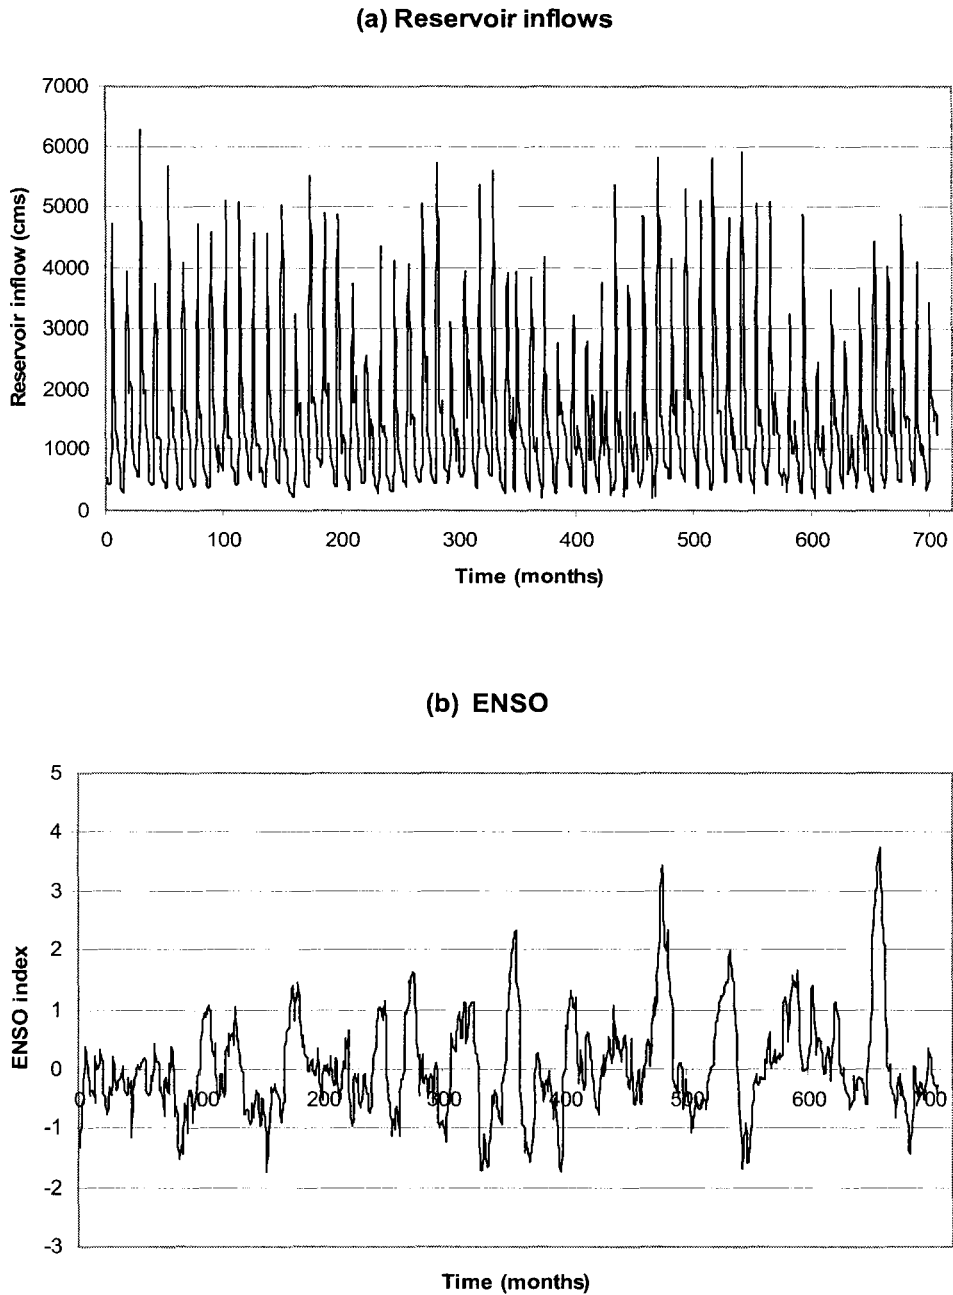 (a) Reservoir inflows
7000
6000
5000
4000
3000
2000
1000
0
Reservoir inflow (cms)
0 100 200 300 400 500 600 700
Time (months)
(b) ENSO
5
4
3
2
1
0
-1
-2
-3
ENSO index
0 100 200 300 400 500 600 700
Time (months)